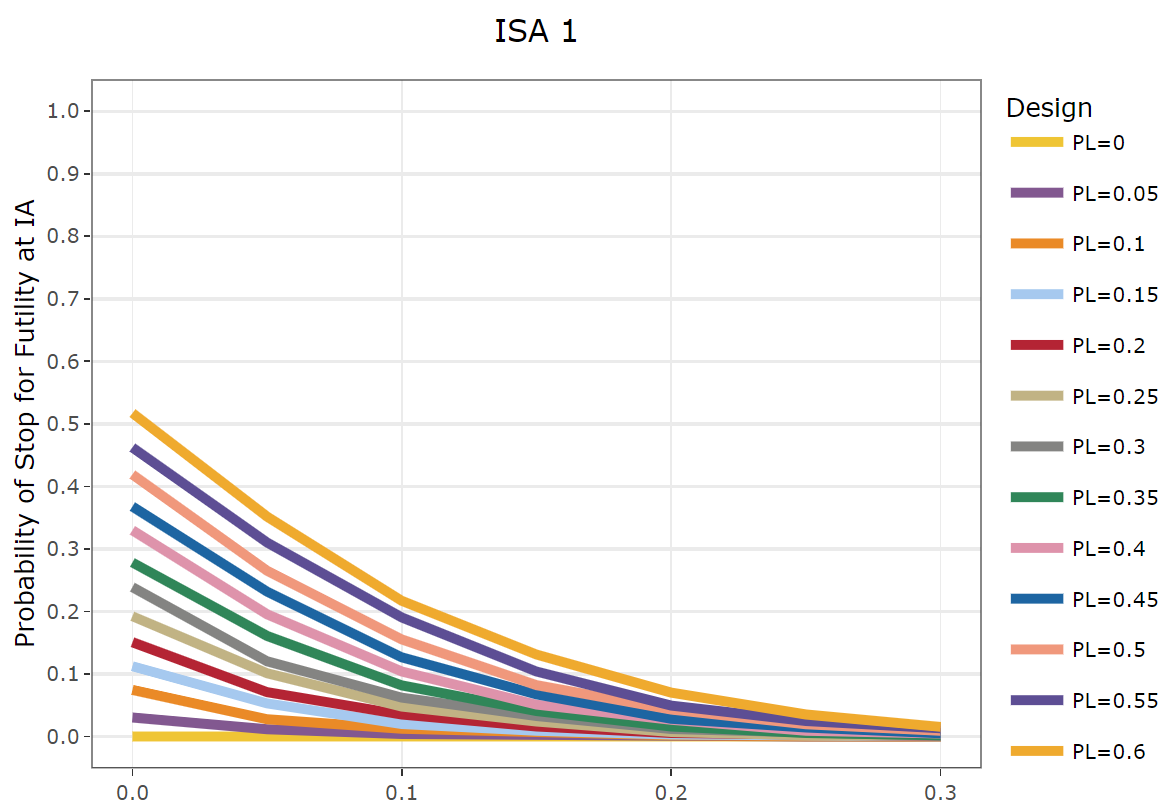 ISA 1
Probability of Stop for Futility at IA
1.0
0.9
0.8
0.7
0.6
0.5
0.4
0.3
0.2
0.1
0.0
0.0
0.1
0.2
0.3
Design
PL=0
PL=0.05
PL=0.1
PL=0.15
PL=0.2
PL=0.25
PL=0.3
PL=0.35
PL=0.4
PL=0.45
PL=0.5
PL=0.55
PL=0.6